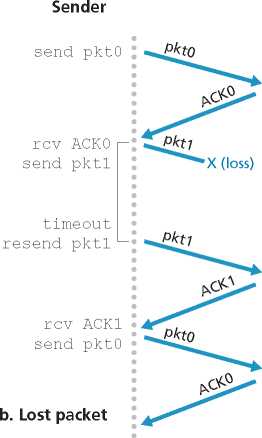 Sender
send pkt0
pkt0
ACK0
rcv ACK0
send pkt1
pkt1
X (loss)
timeout
resend pkt1
pkt1
ACK1
rcv ACK1
send pkt0
pkt0
ACK0
b. Lost packet